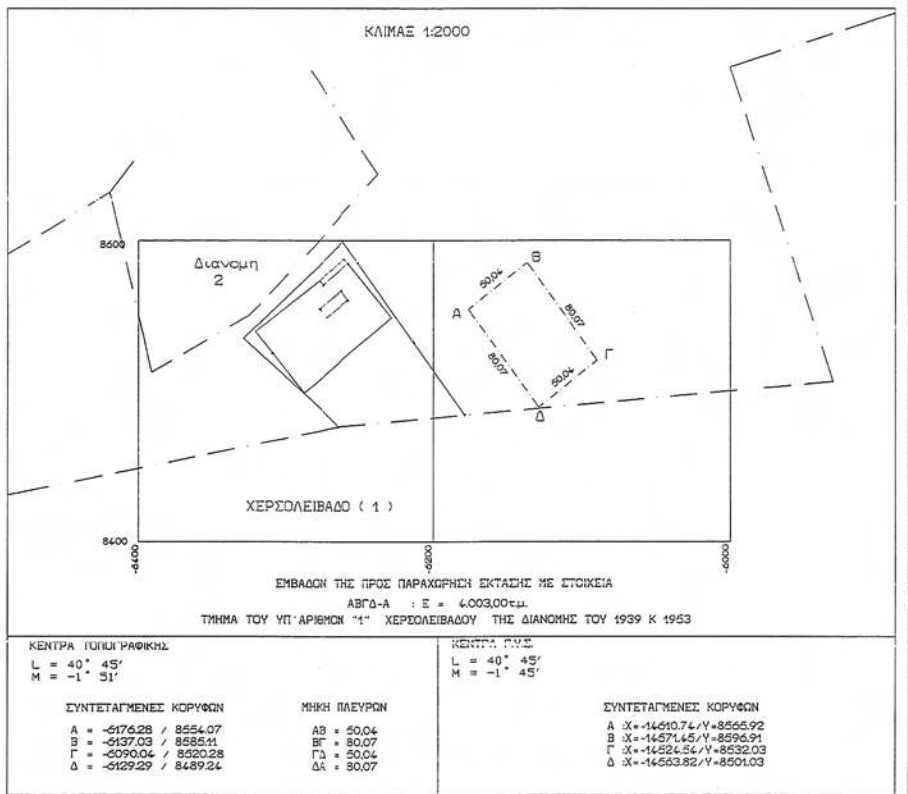 ΚΛΙΜΑΞ 1:2000
8600
Διανομη
2
Β
50,04
Α
80,07
80,07
Γ
50,04
Δ
ΧΕΡΣΟΛΕΙΒΑΔΟ ( 1 )
8400
-6400
-6200
-6000
ΕΜΒΑΔΟΝ ΤΗΣ ΠΡΟΣ ΠΑΡΑΧΩΡΗΣΗ ΕΚΤΑΣΗΣ ΜΕ ΣΤΟΙΧΕΙΑ
ΑΒΓΔ-Α : Ε = 4.003,00τ.μ.
ΤΜΗΜΑ ΤΟΥ ΥΠ'ΑΡΙΘΜΟΝ "1" ΧΕΡΣΟΛΕΙΒΑΔΟΥ ΤΗΣ ΔΙΑΝΟΜΗΣ ΤΟΥ 1939 Κ 1953
ΚΕΝΤΡΑ ΤΟΠΟΓΡΑΦΙΚΗΣ
L = 40° 45'
M = -1° 51'
ΣΥΝΤΕΤΑΓΜΕΝΕΣ ΚΟΡΥΦΩΝ
Α = -6176.28 / 8554.07
Β = -6137.03 / 8585.11
Γ = -6090.04 / 8520.28
Δ = -6129.29 / 8489.24
ΜΗΚΗ ΠΛΕΥΡΩΝ
ΑΒ = 50,04
ΒΓ = 80,07
ΓΔ = 50,04
ΔΑ = 80,07
ΚΕΝΤΡΑ Γ.Υ.Σ
L = 40° 45'
M = -1° 45'
ΣΥΝΤΕΤΑΓΜΕΝΕΣ ΚΟΡΥΦΩΝ
Α :Χ=-14610.74/Υ=8565.92
Β :Χ=-14571.45/Υ=8596.91
Γ :Χ=-14524.54/Υ=8532.03
Δ :Χ=-14563.82/Υ=8501.03